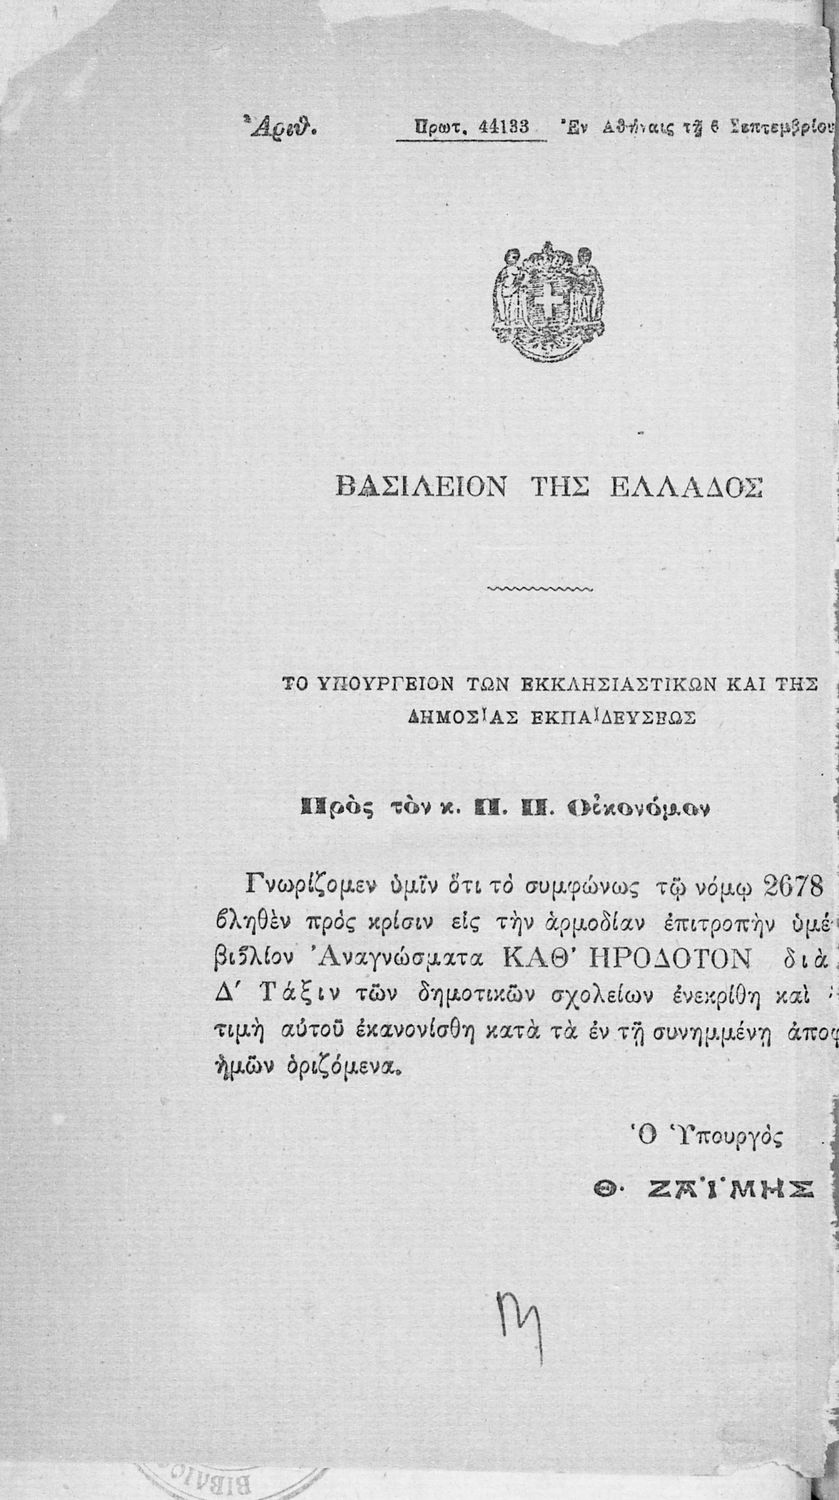 Ἀριθ. Πρωτ. 44133 Ἐν Ἀθήναις τῇ 6 Σεπτεμβρίου
ΒΑΣΙΛΕΙΟΝ ΤΗΣ ΕΛΛΑΔΟΣ
ΤΟ ΥΠΟΥΡΓΕΙΟΝ ΤΩΝ ΕΚΚΛΗΣΙΑΣΤΙΚΩΝ ΚΑΙ ΤΗΣ
ΔΗΜΟΣΙΑΣ ΕΚΠΑΙΔΕΥΣΕΩΣ
Πρὸς τὸν κ. Π. Π. Οἰκονόμον
Γνωρίζομεν ὑμῖν ὅτι τὸ συμφώνως τῷ νόμῳ 2678
βληθὲν πρὸς κρίσιν εἰς τὴν ἁρμοδίαν ἐπιτροπὴν ὑμέ
βιβλίον Ἀναγνώσματα ΚΑΘ' ΗΡΟΔΟΤΟΝ διὰ
Δ' Τάξιν τῶν δημοτικῶν σχολείων ἐνεκρίθη καὶ
τιμὴ αὐτοῦ ἐκανονίσθη κατὰ τὰ ἐν τῇ συνημμένῃ ἀποφ
ἡμῶν ὁριζόμενα.
Ὁ Ὑπουργὸς
Θ. ΖΑΪΜΗΣ
ΒΙΒΛΙΟ